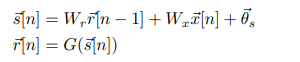 s⃗[n] = W_r r⃗[n − 1] + W_x x⃗[n] + θ⃗_s
r⃗[n] = G(s⃗[n])